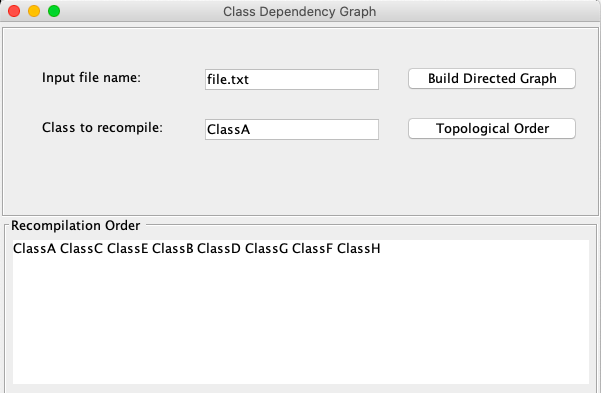 Class Dependency Graph
Input file name: file.txt Build Directed Graph
Class to recompile: ClassA Topological Order
Recompilation Order
ClassA ClassC ClassE ClassB ClassD ClassG ClassF ClassH